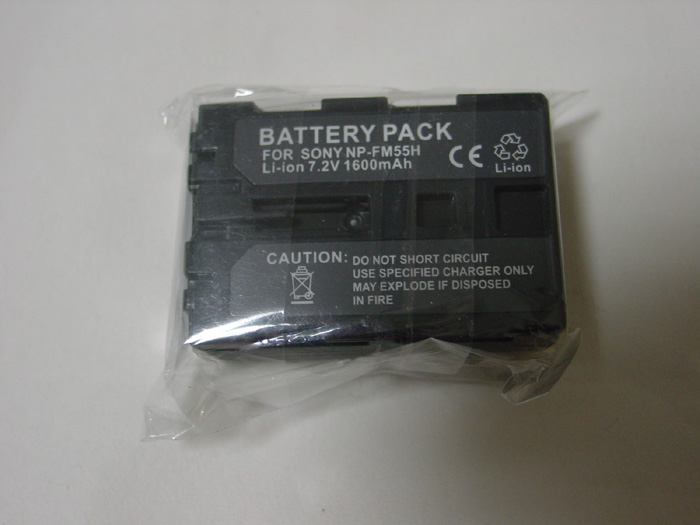 BATTERY PACK
FOR SONY NP-FM55H
Li-ion 7.2V 1600mAh
CE
Li-ion
CAUTION:
DO NOT SHORT CIRCUIT
USE SPECIFIED CHARGER ONLY
MAY EXPLODE IF DISPOSED
IN FIRE